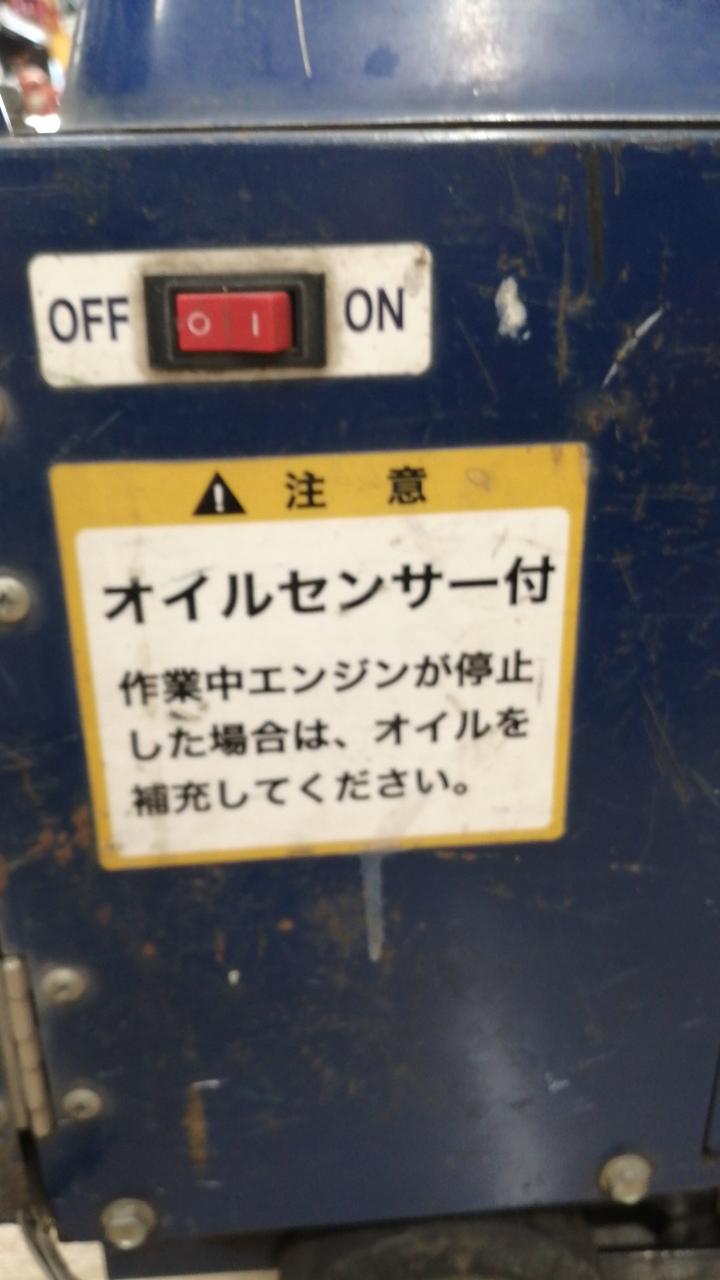 OFF O I ON
注 意
オイルセンサー付
作業中エンジンが停止
した場合は、オイルを
補充してください。